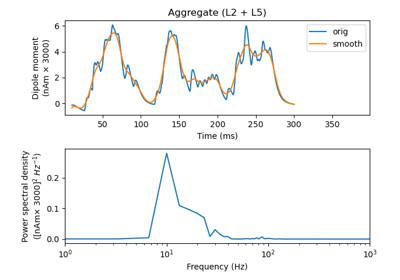 Aggregate (L2 + L5)
Dipole moment
(nAm × 3000)
6
4
2
0
orig
smooth
50
100
150
200
250
300
350
Time (ms)
Power spectral density
([nAm× 3000]² Hz⁻¹)
0.2
0.1
0.0
10⁰
10¹
10²
10³
Frequency (Hz)